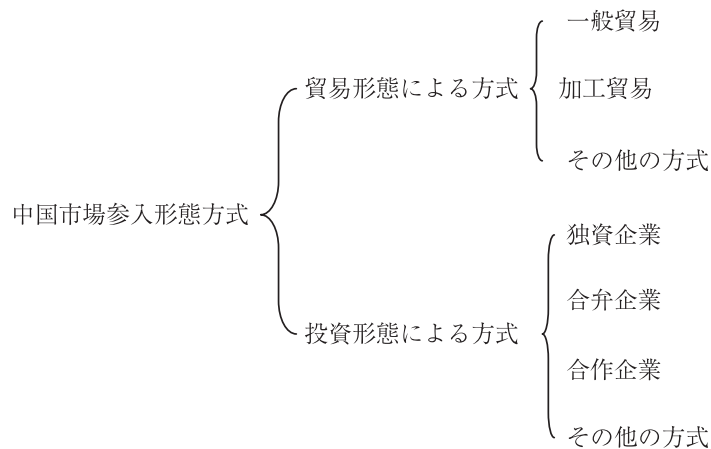 中国市場参入形態方式
貿易形態による方式
一般貿易
加工貿易
その他の方式
投資形態による方式
独資企業
合弁企業
合作企業
その他の方式